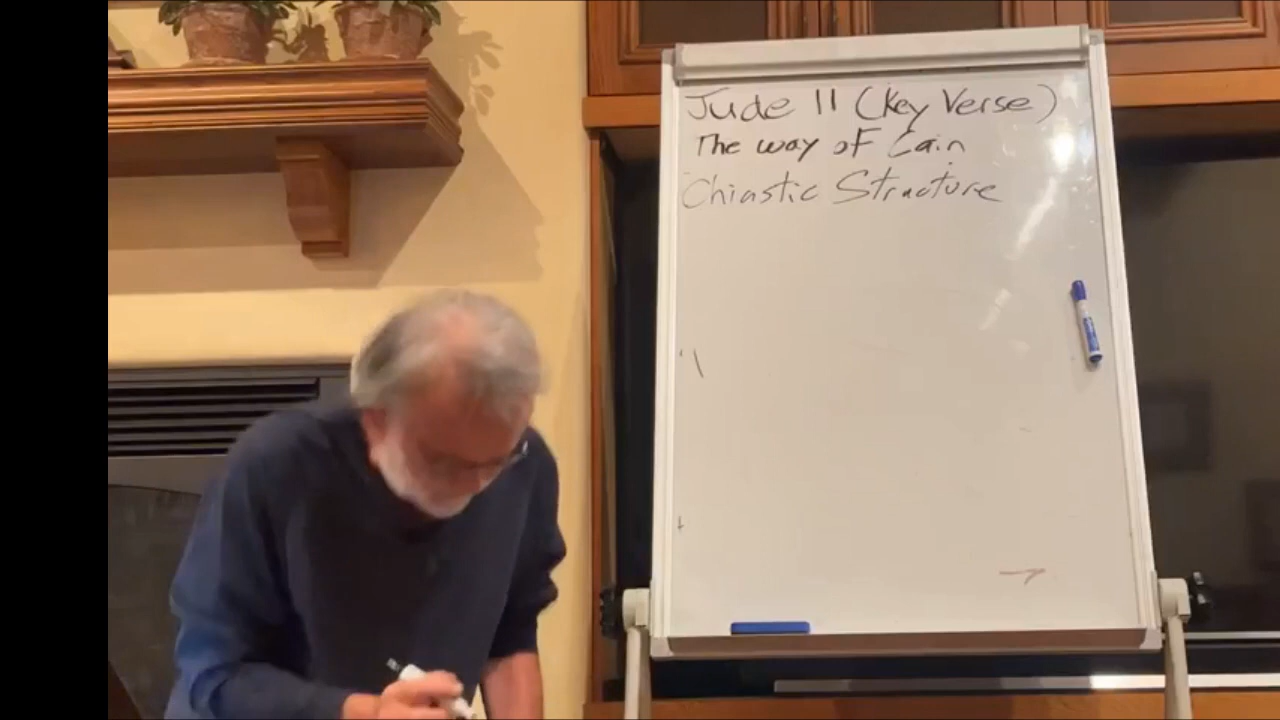 Jude 11 (Key Verse)
The way of Cain
Chiastic Structure